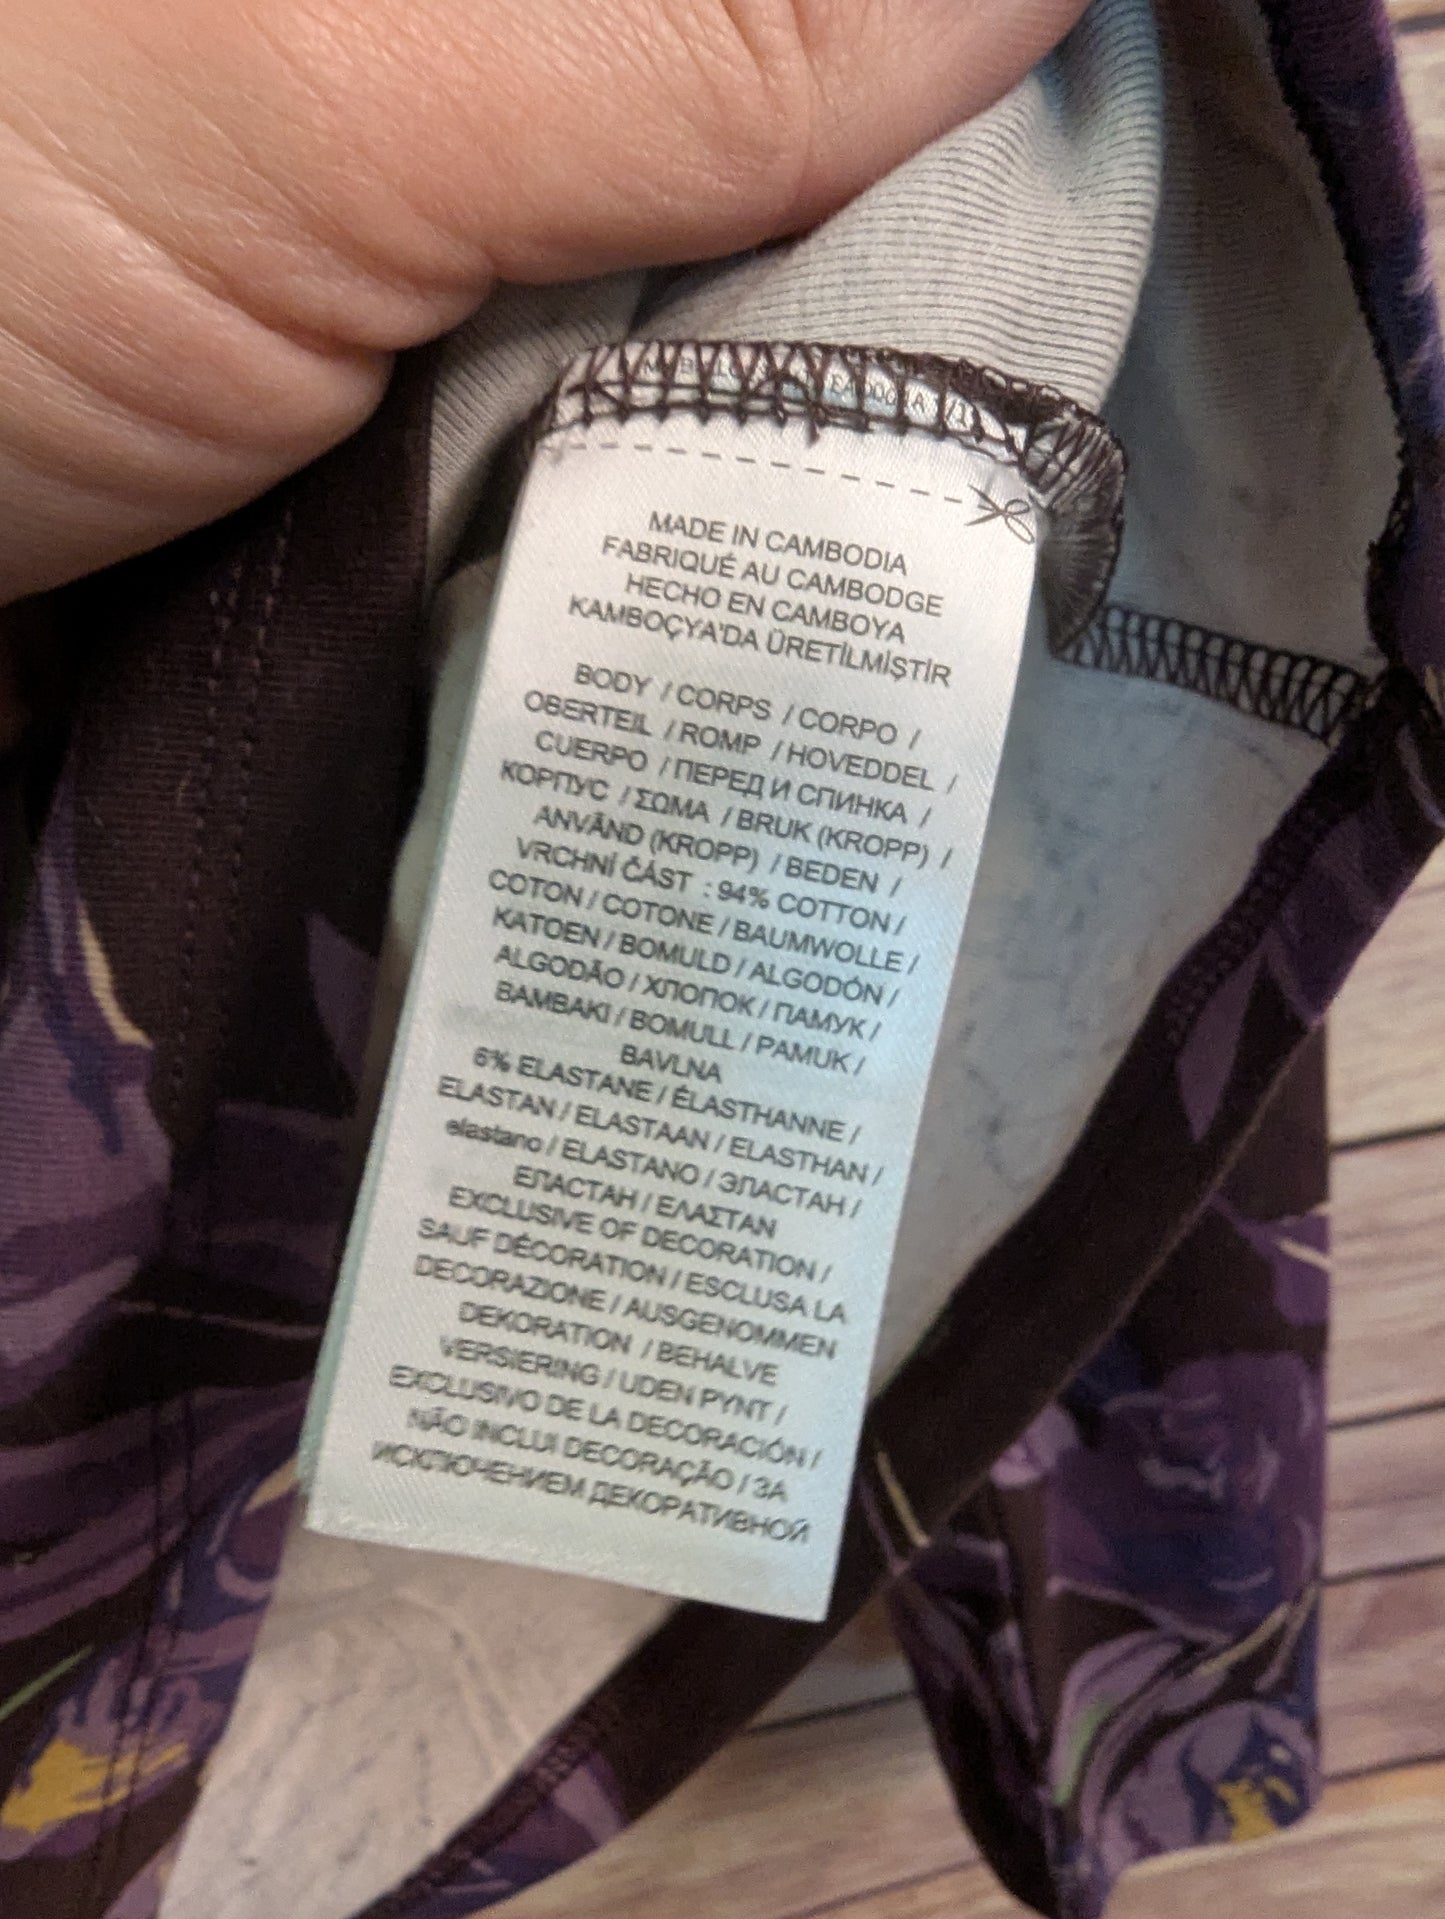 MADE IN CAMBODIA
FABRIQUÉ AU CAMBODGE
HECHO EN CAMBOYA
KAMBOÇYA'DA ÜRETİLMİŞTİR
BODY / CORPS / CORPO /
OBERTEIL / ROMP / HOVEDDEL /
CUERPO / ПЕРЕД И СПИНКА /
КОРПУС / ΣΩΜΑ / BRUK (KROPP) /
ANVÄND (KROPP) / BEDEN /
VRCHNÍ ČÁST : 94% COTTON /
COTON / COTONE / BAUMWOLLE /
KATOEN / BOMULD / ALGODÓN /
ALGODÃO / ХЛОПОК / ПАМУК /
BAMBAKI / BOMULL / PAMUK /
BAVLNA
6% ELASTANE / ÉLASTHANNE /
ELASTAN / ELASTAAN / ELASTHAN /
elastano / ELASTANO / ЭЛАСТАН /
ЕЛАСТАН / ΕΛΑΣΤΑΝ
EXCLUSIVE OF DECORATION /
SAUF DÉCORATION / ESCLUSA LA
DECORAZIONE / AUSGENOMMEN
DEKORATION / BEHALVE
VERSIERING / UDEN PYNT /
EXCLUSIVO DE LA DECORACIÓN /
NÃO INCLUI DECORAÇÃO / ЗА
ИСКЛЮЧЕНИЕМ ДЕКОРАТИВНОЙ